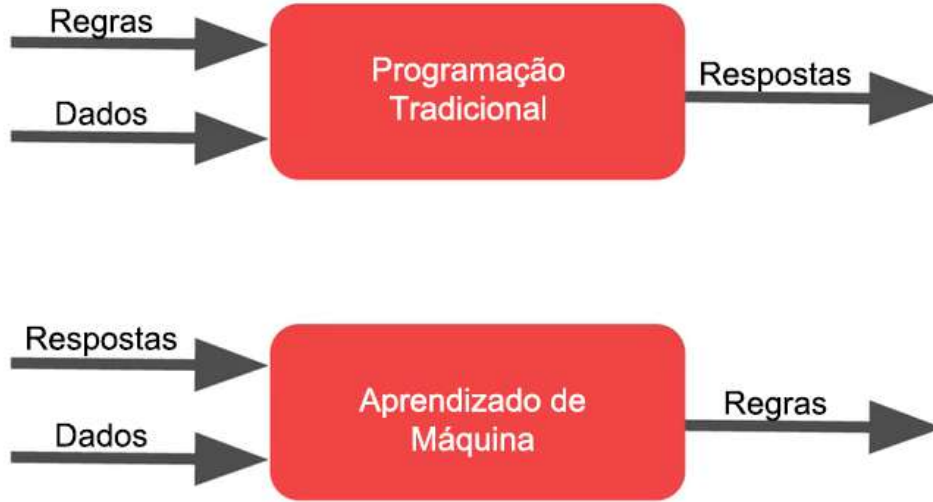 Regras
Dados
Programação
Tradicional
Respostas
Respostas
Dados
Aprendizado de
Máquina
Regras